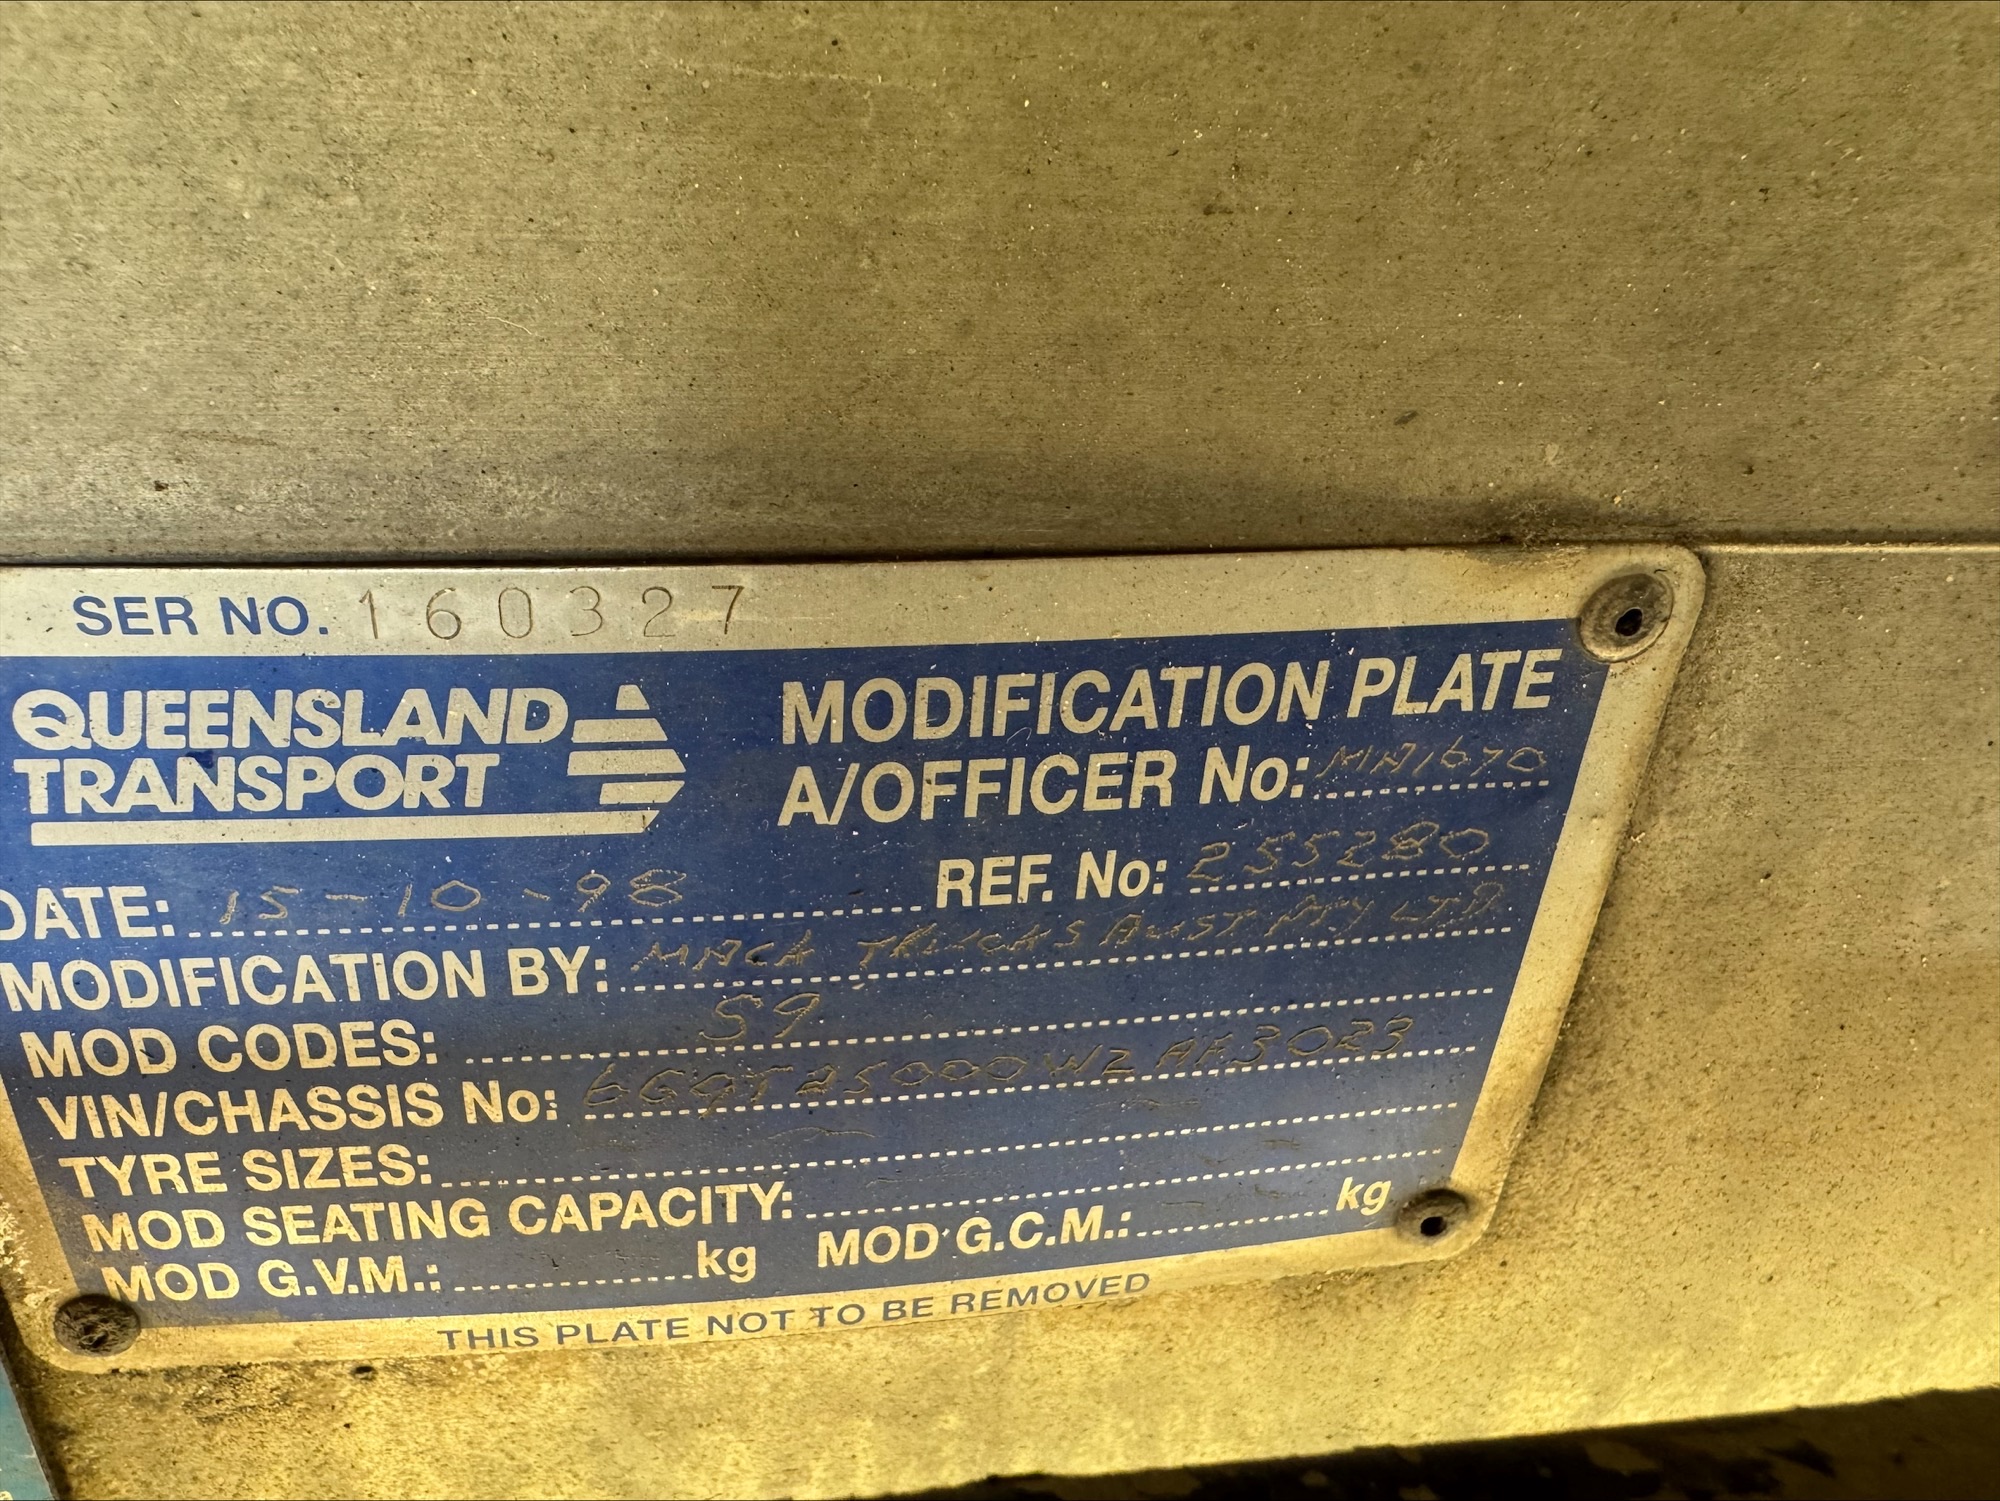 SER NO. 160327
QUEENSLAND
TRANSPORT
MODIFICATION PLATE
A/OFFICER No: MA1670
DATE: 15-10-98 REF. No: 255280
MODIFICATION BY: MACK TRUCKS AUST PTY LTD
MOD CODES: S9
VIN/CHASSIS No:
TYRE SIZES:
MOD SEATING CAPACITY:
MOD G.V.M.: kg MOD G.C.M.: kg
THIS PLATE NOT TO BE REMOVED